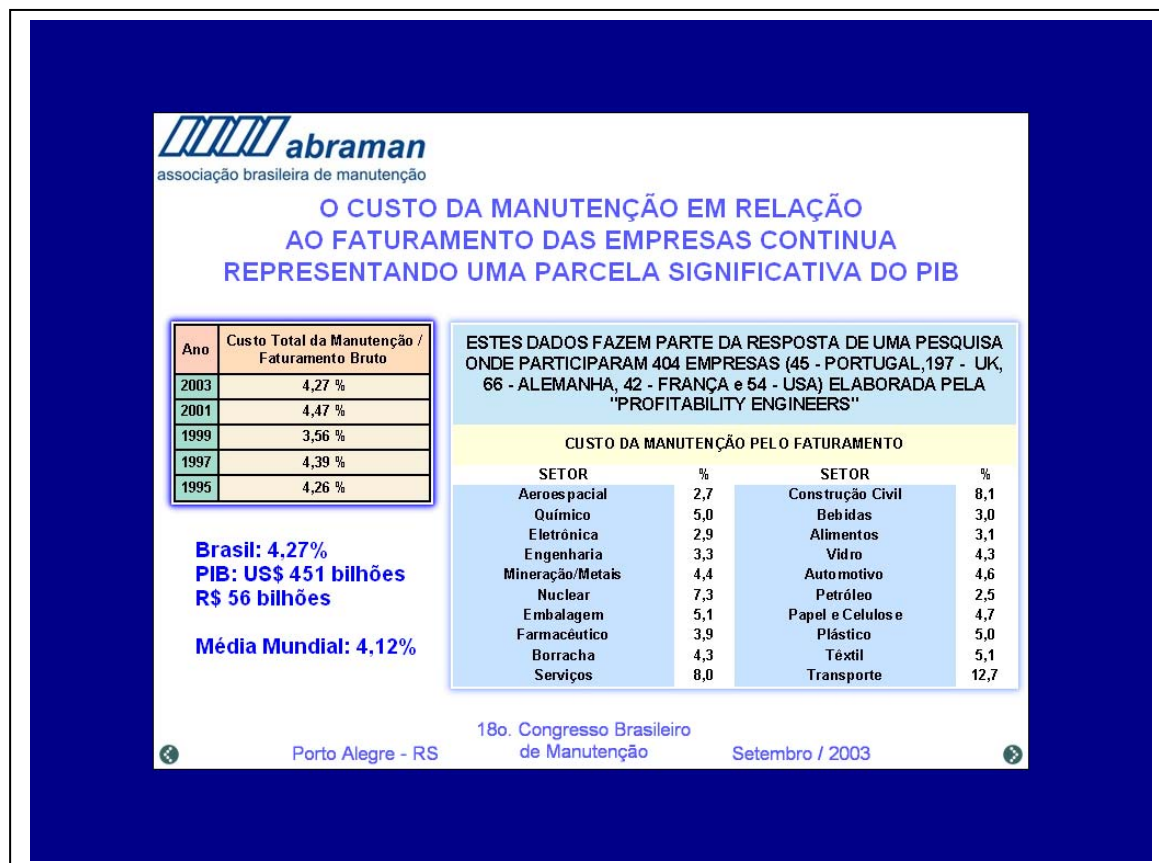 abraman
associação brasileira de manutenção
O CUSTO DA MANUTENÇÃO EM RELAÇÃO
AO FATURAMENTO DAS EMPRESAS CONTINUA
REPRESENTANDO UMA PARCELA SIGNIFICATIVA DO PIB
Ano Custo Total da Manutenção /
Faturamento Bruto
2003 4,27 %
2001 4,47 %
1999 3,56 %
1997 4,39 %
1995 4,26 %
Brasil: 4,27%
PIB: US$ 451 bilhões
R$ 56 bilhões
Média Mundial: 4,12%
ESTES DADOS FAZEM PARTE DA RESPOSTA DE UMA PESQUISA
ONDE PARTICIPARAM 404 EMPRESAS (45 - PORTUGAL,197 - UK,
66 - ALEMANHA, 42 - FRANÇA e 54 - USA) ELABORADA PELA
"PROFITABILITY ENGINEERS"
CUSTO DA MANUTENÇÃO PELO FATURAMENTO
SETOR % SETOR %
Aeroespacial 2,7 Construção Civil 8,1
Químico 5,0 Bebidas 3,0
Eletrônica 2,9 Alimentos 3,1
Engenharia 3,3 Vidro 4,3
Mineração/Metais 4,4 Automotivo 4,6
Nuclear 7,3 Petróleo 2,5
Embalagem 5,1 Papel e Celulose 4,7
Farmacêutico 3,9 Plástico 5,0
Borracha 4,3 Têxtil 5,1
Serviços 8,0 Transporte 12,7
Porto Alegre - RS
18o. Congresso Brasileiro
de Manutenção
Setembro / 2003